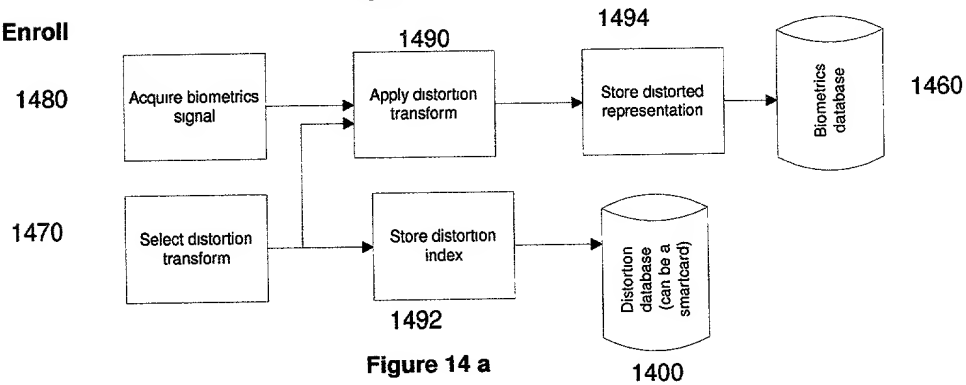 Enroll
1490
1494
1480
Acquire biometrics
signal
Apply distortion
transform
Store distorted
representation
Biometrics
database
1460
1470
Select distortion
transform
Store distortion
index
Distortion
database
(can be a
smartcard)
1492
Figure 14 a
1400